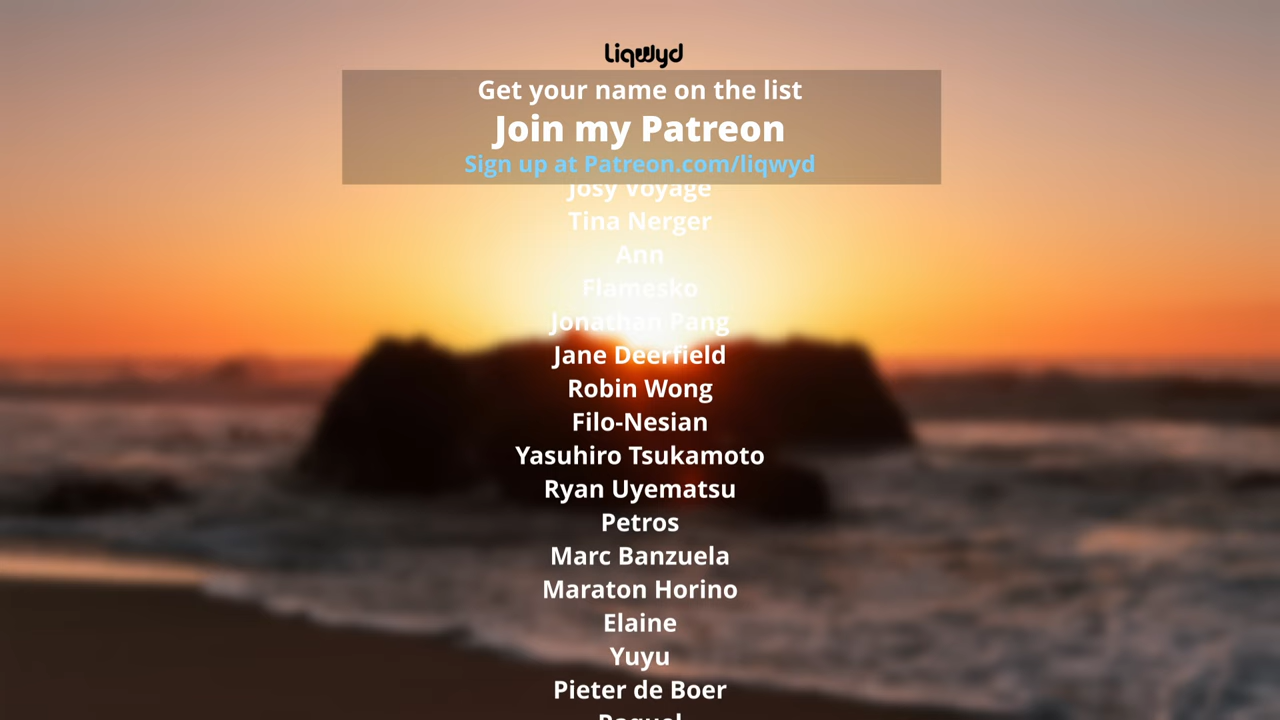 Liqwyd
Get your name on the list
Join my Patreon
Sign up at Patreon.com/liqwyd
Josy Voyage
Tina Nerger
Ann
Flamesko
Jonathan Pang
Jane Deerfield
Robin Wong
Filo-Nesian
Yasuhiro Tsukamoto
Ryan Uyematsu
Petros
Marc Banzuela
Maraton Horino
Elaine
Yuyu
Pieter de Boer